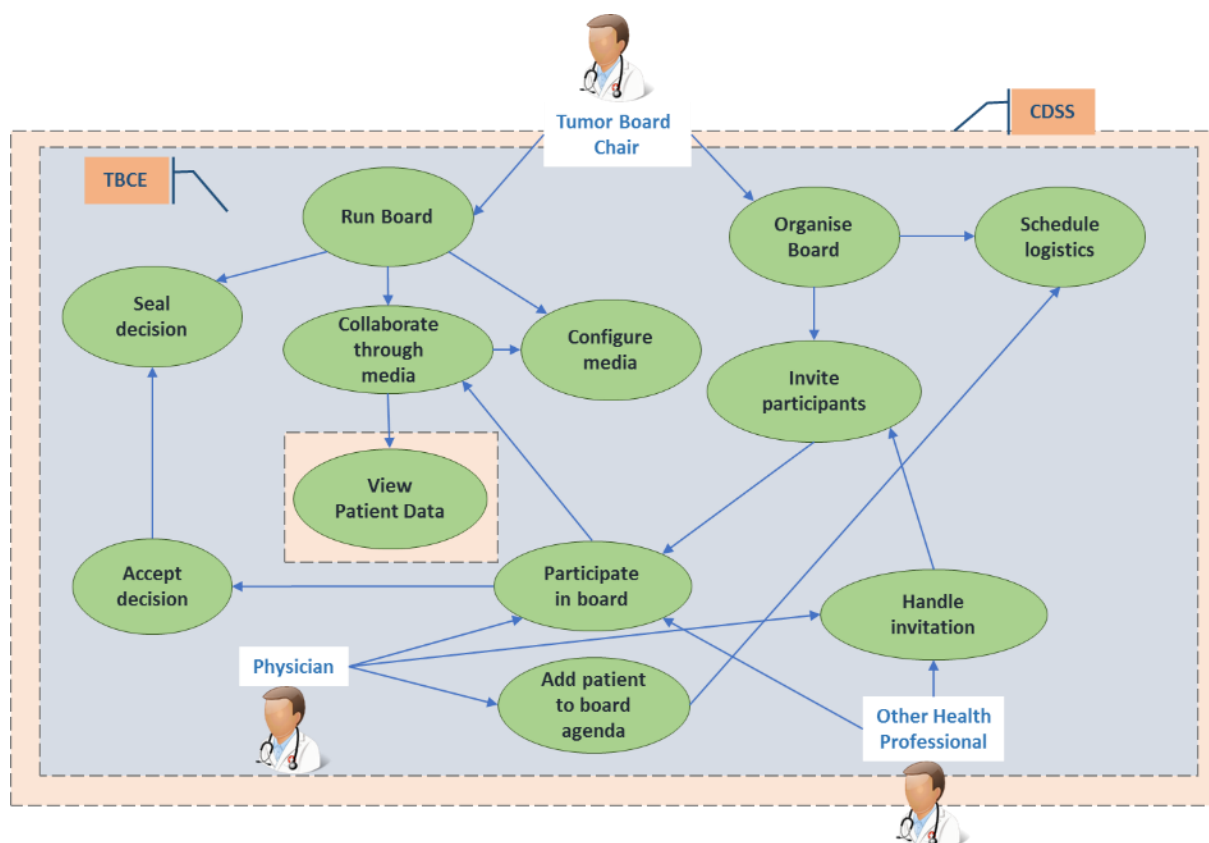 CDSS
Tumor Board
Chair
TBCE
Run Board
Organise
Board
Schedule
logistics
Seal
decision
Collaborate
through
media
Configure
media
Invite
participants
View
Patient Data
Accept
decision
Participate
in board
Handle
invitation
Physician
Add patient
to board
agenda
Other Health
Professional